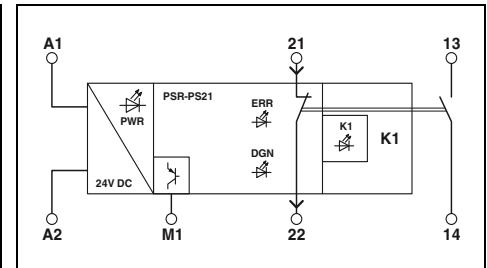 A1 21 13
PSR-PS21
ERR
PWR
K1
K1
DGN
24V DC
A2 M1 22 14